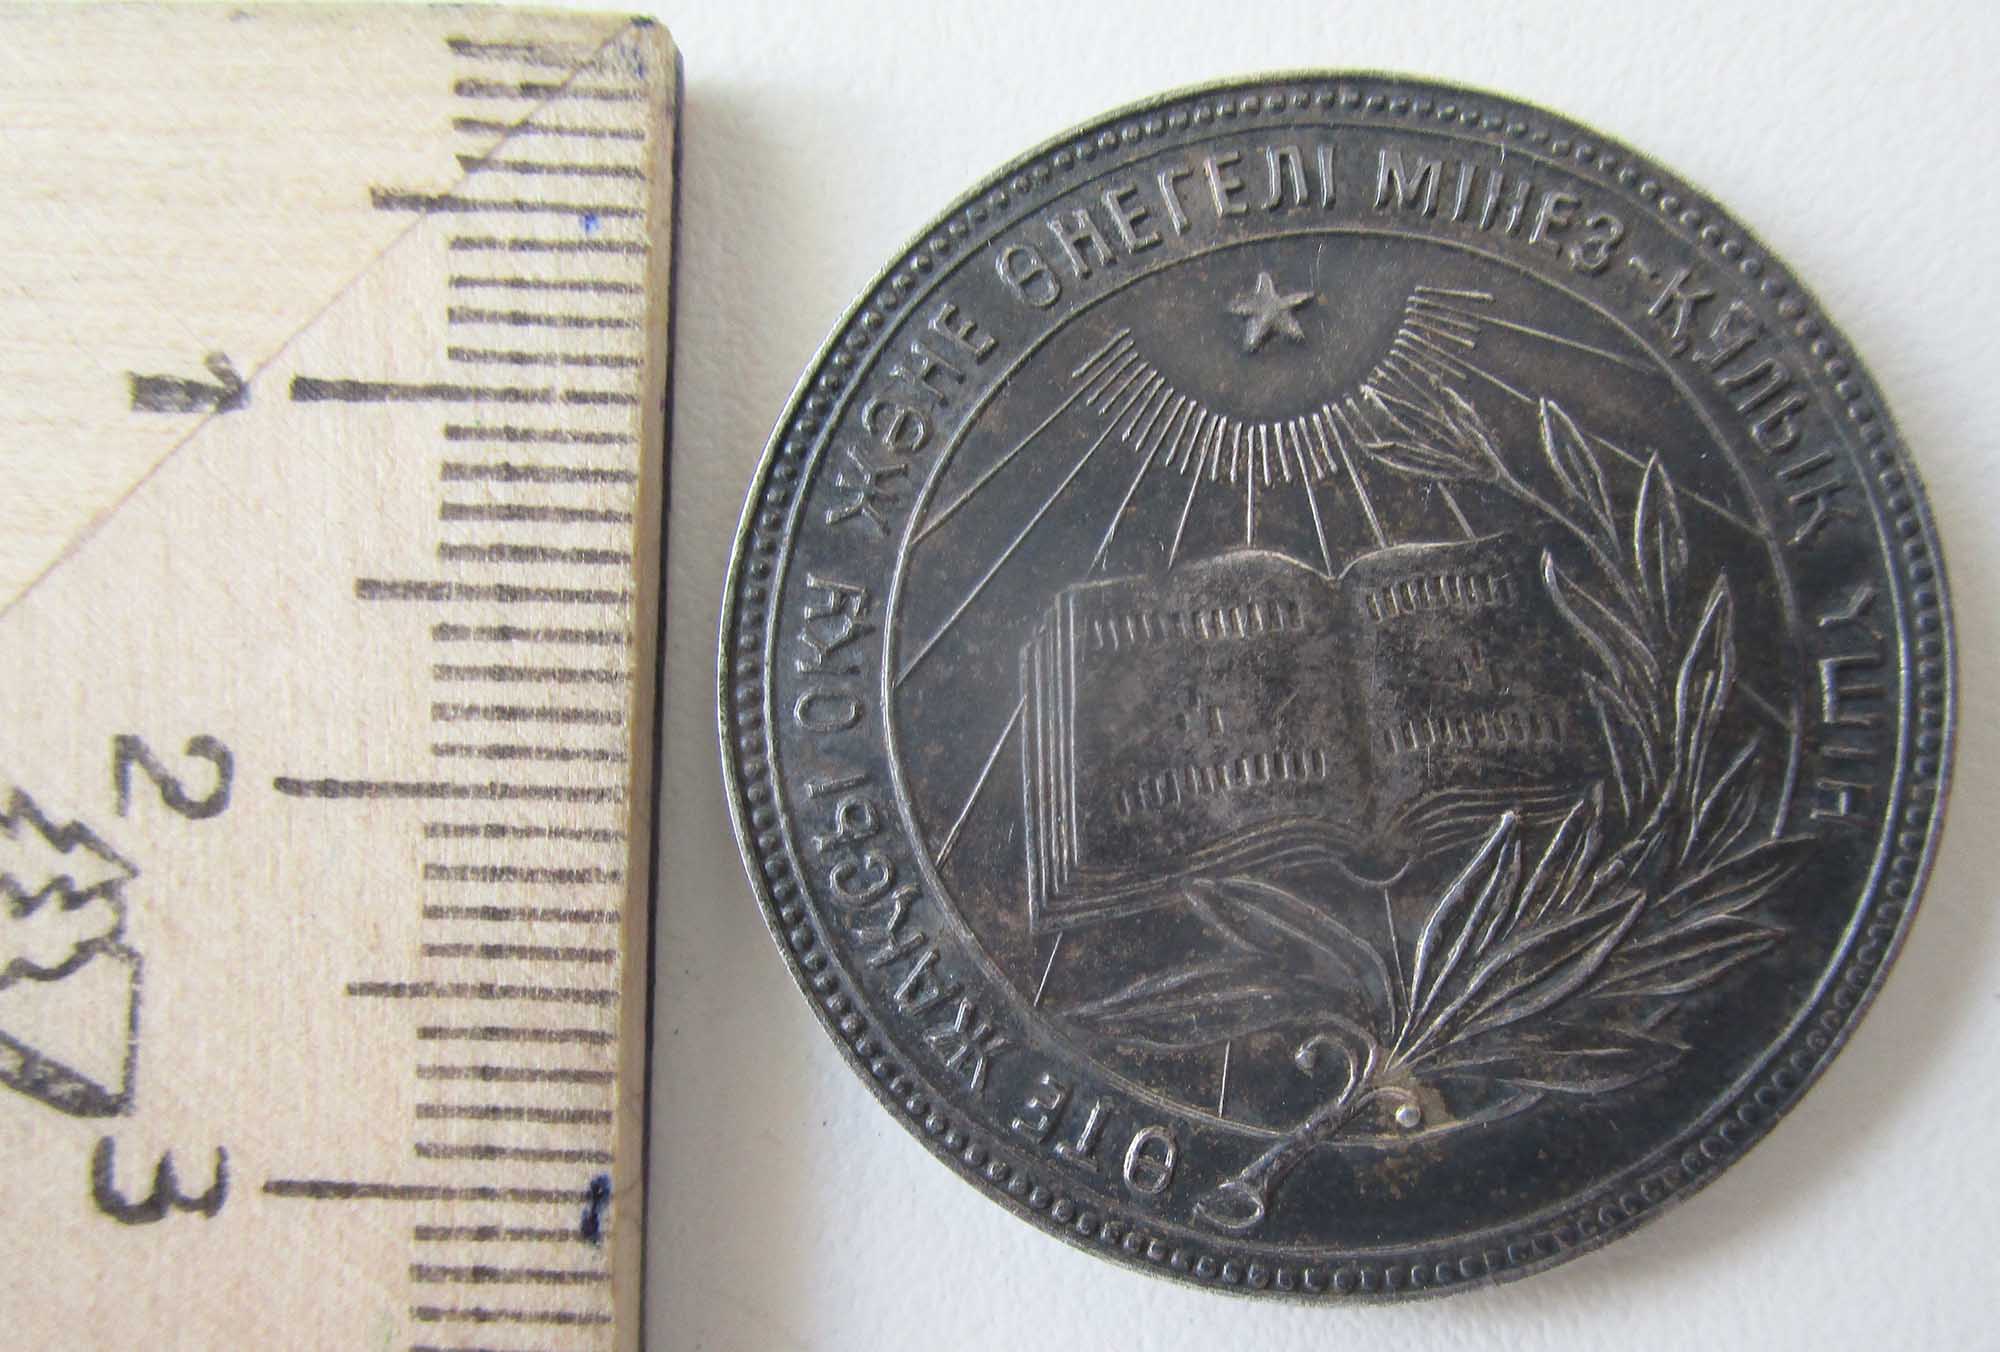 1
2
3
ӨТЕ ЖАҚСЫ ОҚУ ЖӘНЕ ӨНЕГЕЛІ МІНЕЗ-ҚҰЛЫҚ ҮШІН